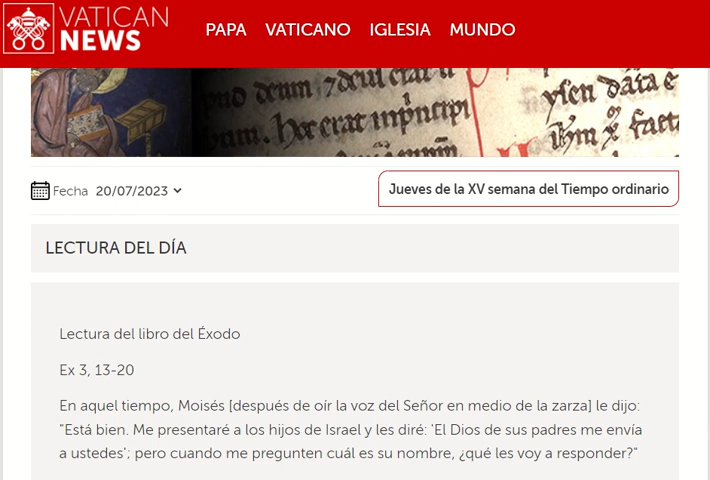 VATICAN
NEWS
PAPA VATICANO IGLESIA MUNDO
Fecha 20/07/2023
Jueves de la XV semana del Tiempo ordinario
LECTURA DEL DÍA
Lectura del libro del Éxodo
Ex 3, 13-20
En aquel tiempo, Moisés [después de oír la voz del Señor en medio de la zarza] le dijo:
"Está bien. Me presentaré a los hijos de Israel y les diré: 'El Dios de sus padres me envía
a ustedes'; pero cuando me pregunten cuál es su nombre, ¿qué les voy a responder?"